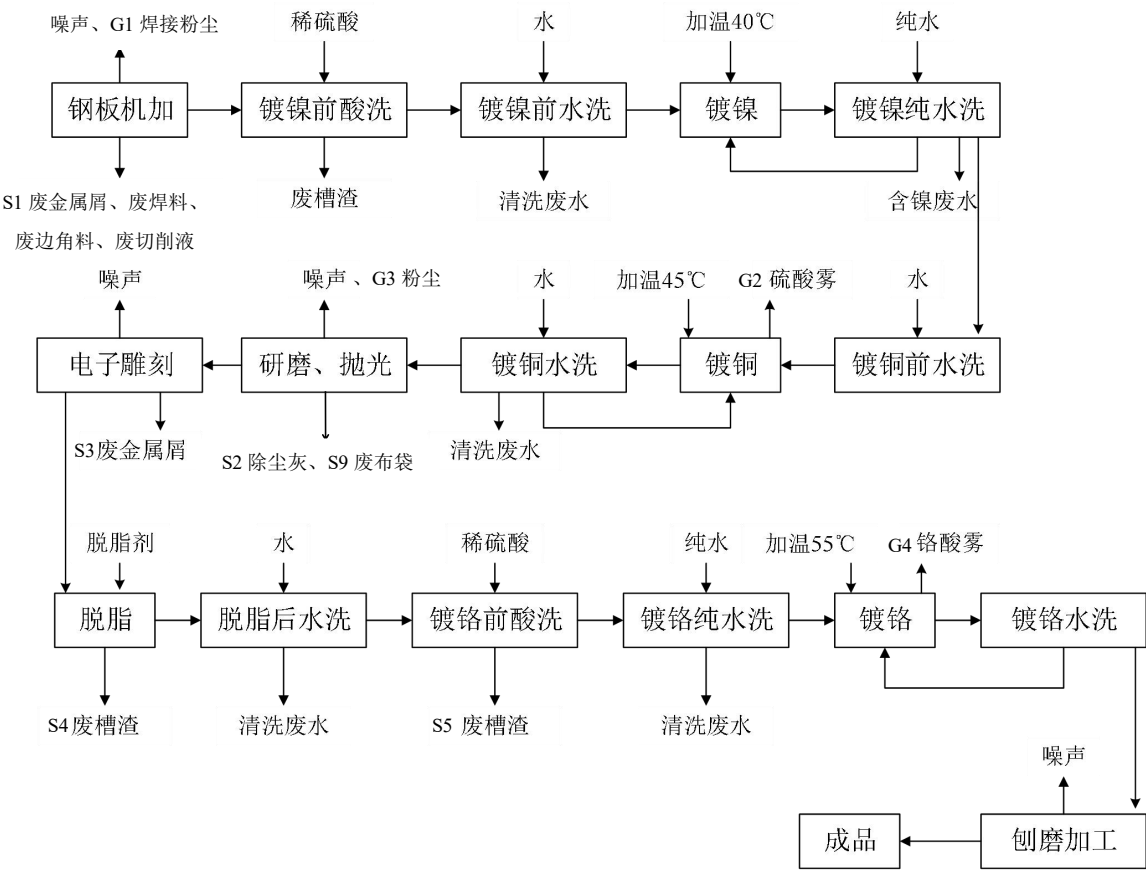 噪声、G1 焊接粉尘
稀硫酸
水
加温40℃
纯水
钢板机加
镀镍前酸洗
镀镍前水洗
镀镍
镀镍纯水洗
S1 废金属屑、废焊料、
废边角料、废切削液
废槽渣
清洗废水
含镍废水
噪声
噪声 、G3 粉尘
水
加温45℃
G2 硫酸雾
水
电子雕刻
研磨、抛光
镀铜水洗
镀铜
镀铜前水洗
S3废金属屑
S2 除尘灰、S9 废布袋
清洗废水
脱脂剂
水
稀硫酸
纯水
加温55℃
G4 铬酸雾
脱脂
脱脂后水洗
镀铬前酸洗
镀铬纯水洗
镀铬
镀铬水洗
S4废槽渣
清洗废水
S5 废槽渣
清洗废水
噪声
成品
刨磨加工